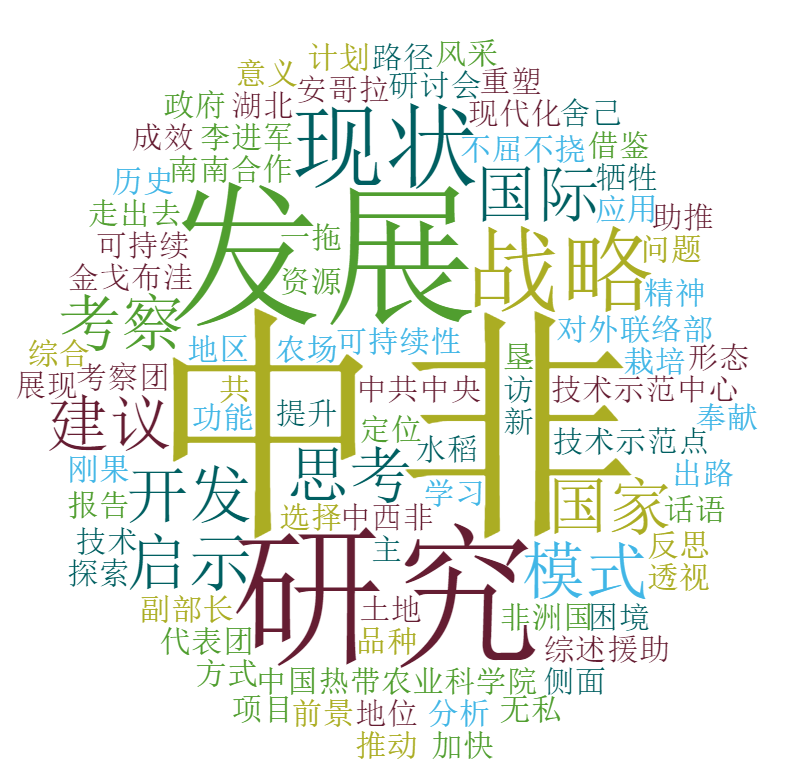 计划 路径 风采
意义 安哥拉 研讨会 重塑
政府 湖北 现状 现代化 舍己
成效 李进军 不屈不挠 借鉴
历史 南南合作 国际 牺牲
走出去 发展 应用 助推
可持续 一拖 战略 问题
金戈布洼 资源 精神
考察 对外联络部
综合 地区 农场 可持续性 垦 栽培 形态
展现 考察团 共 中非 中共中央 访 技术示范中心
建议 功能 提升 定位 新 奉献
刚果 开发 思考 水稻 技术示范点
报告 选择 中西非 学习 国家 出路 话语
技术 启示 研究 主 模式 反思
探索 透视
副部长 土地 非洲国 困境
代表团 品种 综述 援助
方式 中国热带农业科学院 侧面
项目 前景 地位 分析 无私
推动 加快